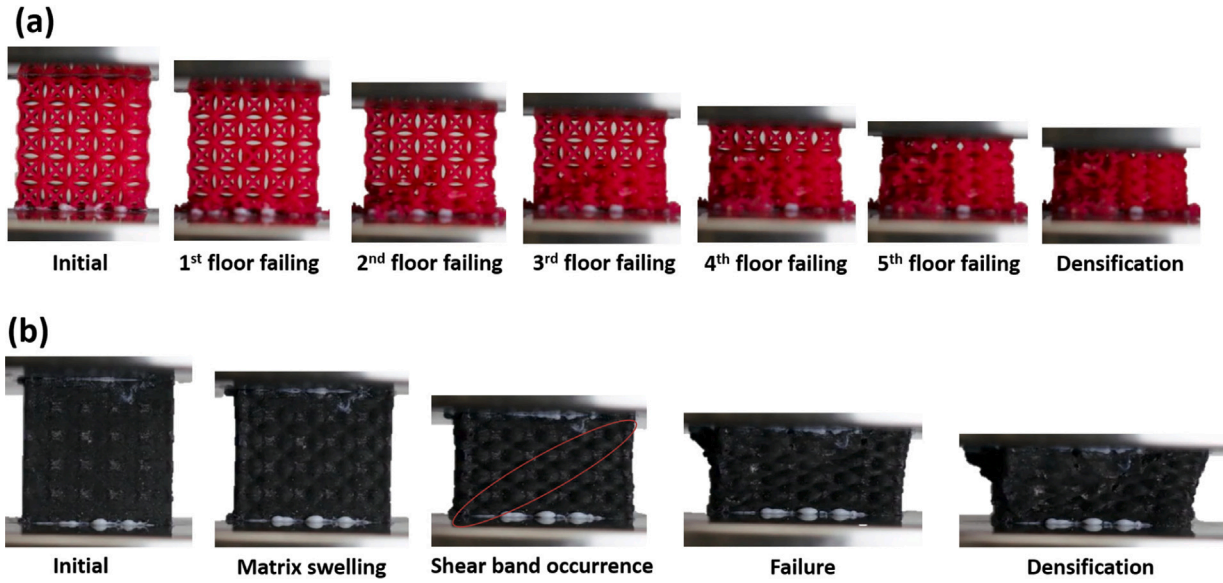 (a)
Initial
1st floor failing
2nd floor failing
3rd floor failing
4th floor failing
5th floor failing
Densification
(b)
Initial
Matrix swelling
Shear band occurrence
Failure
Densification